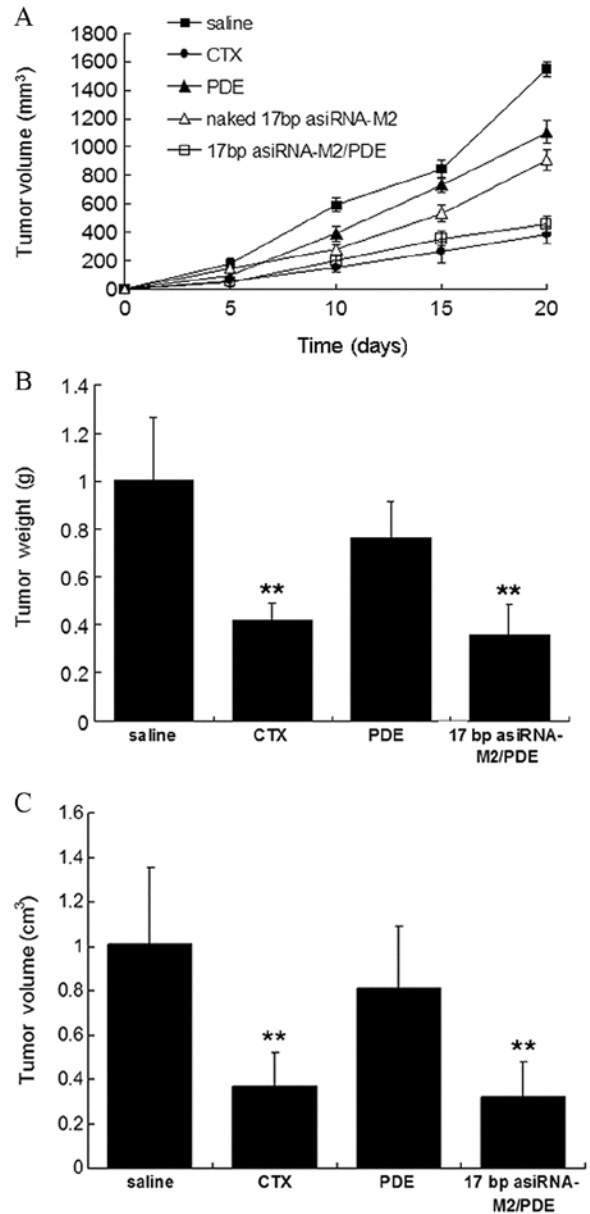 A
saline
CTX
PDE
naked 17bp asiRNA-M2
17bp asiRNA-M2/PDE
Tumor volume (mm³)
1800
1600
1400
1200
1000
800
600
400
200
0
0 5 10 15 20
Time (days)
B
Tumor weight (g)
1.4
1.2
1
0.8
0.6
0.4
0.2
0
** **
saline CTX PDE 17 bp asiRNA-
M2/PDE
C
Tumor volume (cm³)
1.6
1.4
1.2
1
0.8
0.6
0.4
0.2
0
** **
saline CTX PDE 17 bp asiRNA-
M2/PDE